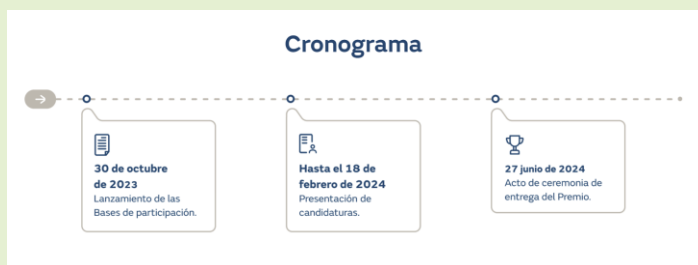 Cronograma
30 de octubre
de 2023
Lanzamiento de las
Bases de participación.
Hasta el 18 de
febrero de 2024
Presentación de
candidaturas.
27 junio de 2024
Acto de ceremonia de
entrega del Premio.